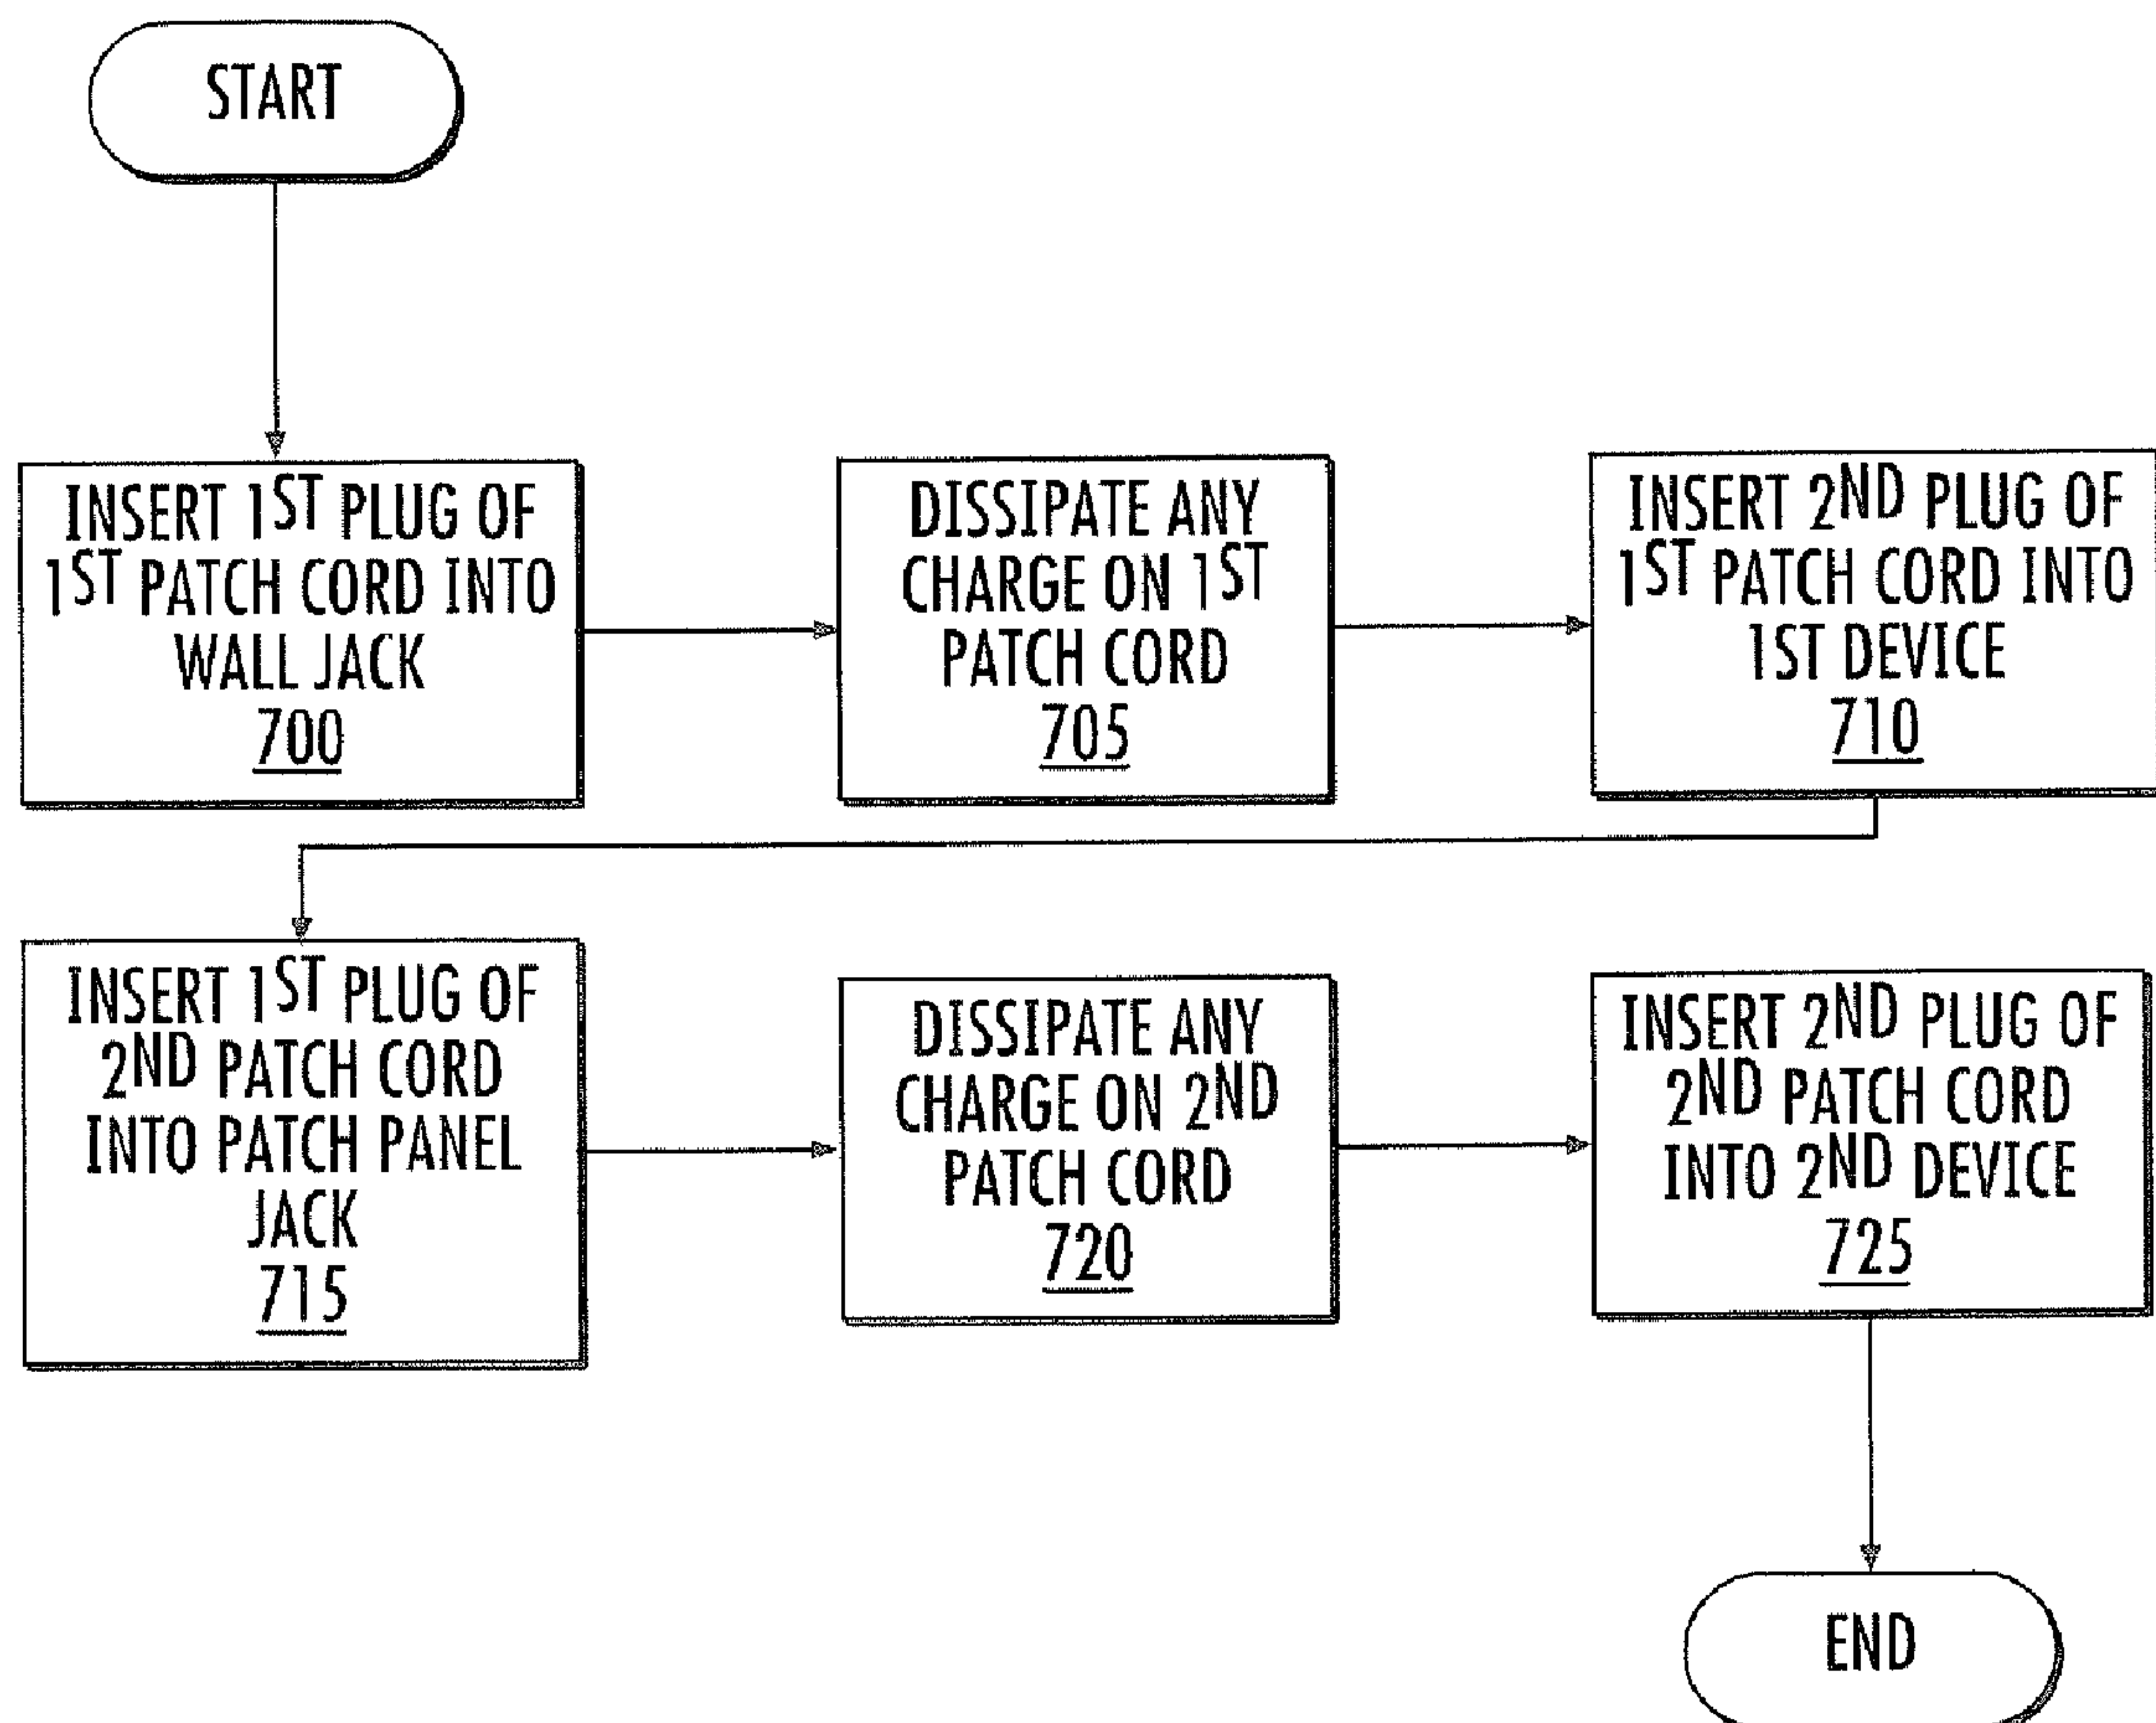 START
INSERT 1ST PLUG OF
1ST PATCH CORD INTO
WALL JACK
700
DISSIPATE ANY
CHARGE ON 1ST
PATCH CORD
705
INSERT 2ND PLUG OF
1ST PATCH CORD INTO
1ST DEVICE
710
INSERT 1ST PLUG OF
2ND PATCH CORD
INTO PATCH PANEL
JACK
715
DISSIPATE ANY
CHARGE ON 2ND
PATCH CORD
720
INSERT 2ND PLUG OF
2ND PATCH CORD
INTO 2ND DEVICE
725
END